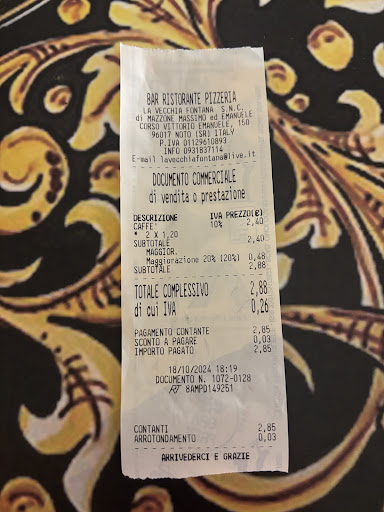 BAR RISTORANTE PIZZERIA
LA VECCHIA FONTANA S.N.C.
di MAZZONE MASSIMO ed EMANUELE
CORSO VITTORIO EMANUELE, 150
96017 NOTO (SR) ITALY
P.IVA 01129610893
INFO 0931837114
E-mail lavecchiafontana@live.it
DOCUMENTO COMMERCIALE
di vendita o prestazione
DESCRIZIONE IVA PREZZO(€)
CAFFE' 10% 2,40
* 2 X 1,20
SUBTOTALE 2,40
MAGGIOR.
Maggiorazione 20% (20%) 0,48
SUBTOTALE 2,88
TOTALE COMPLESSIVO 2,88
di cui IVA 0,26
PAGAMENTO CONTANTE 2,85
SCONTO A PAGARE 0,03
IMPORTO PAGATO 2,85
18/10/2024 18:19
DOCUMENTO N. 1072-0128
RT 8AMPD149251
CONTANTI 2,85
ARROTONDAMENTO 0,03
ARRIVEDERCI E GRAZIE